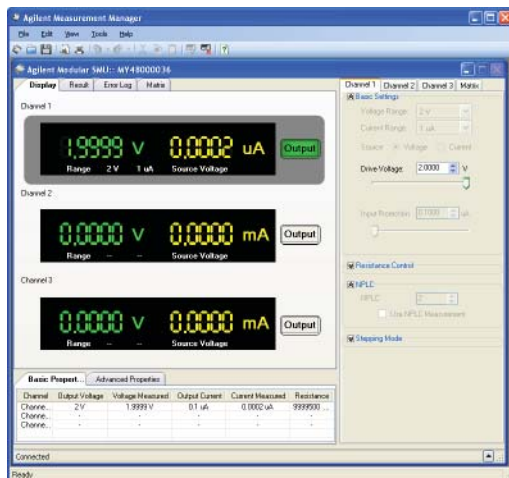 Agilent Measurement Manager
File Edit View Tools Help
Agilent Modular SMU:: MY48000036
Display Result Error Log Matrix
Channel 1
1.9999 V 0.0002 uA Output
Range 2 V 1 uA Source Voltage
Channel 2
0.0000 V 0.0000 mA Output
Range -- -- Source Voltage
Channel 3
0.0000 V 0.0000 mA Output
Range -- -- Source Voltage
Basic Propert... Advanced Properties
Channel Output Voltage Voltage Measured Output Current Current Measured Resistance
Channe... 2 V 1.9999 V 0.1 uA 0.0002 uA 9999500 ...
Channe... - - - - -
Channe... - - - - -
Channel 1 Channel 2 Channel 3 Matrix
Basic Settings
Voltage Range: 2 V
Current Range: 1 uA
Source Voltage Current
Drive Voltage: 2.0000 V
Input Protection: 0.1000 uA
Resistance Control
NPLC
NPLC:
Use NPLC Measurement
Stepping Mode
Connected
Ready